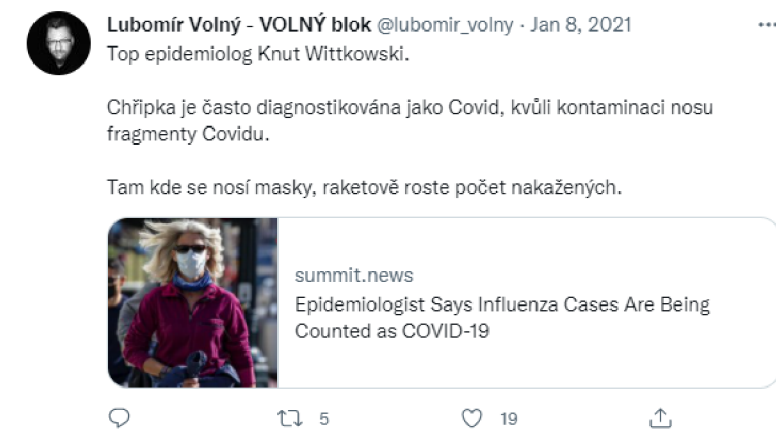 Lubomír Volný - VOLNÝ blok @lubomir_volny · Jan 8, 2021
Top epidemiolog Knut Wittkowski.
Chřipka je často diagnostikována jako Covid, kvůli kontaminaci nosu
fragmenty Covidu.
Tam kde se nosí masky, raketově roste počet nakažených.
summit.news
Epidemiologist Says Influenza Cases Are Being
Counted as COVID-19
5 19